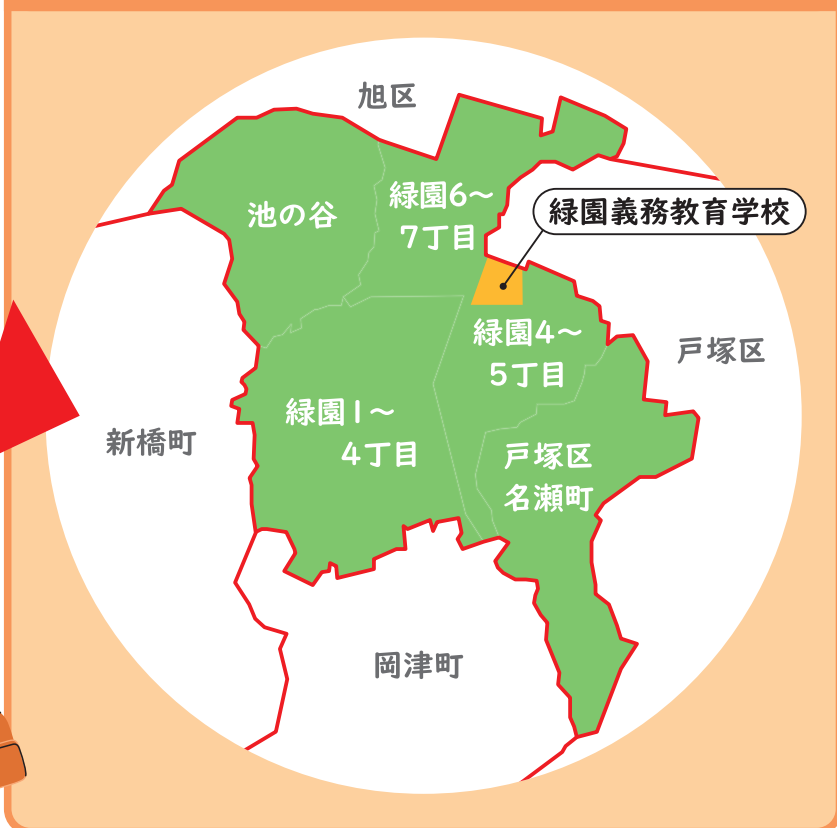 旭区
池の谷
緑園6～
7丁目
緑園義務教育学校
緑園4～
5丁目
戸塚区
緑園1～
4丁目
新橋町
戸塚区
名瀬町
岡津町